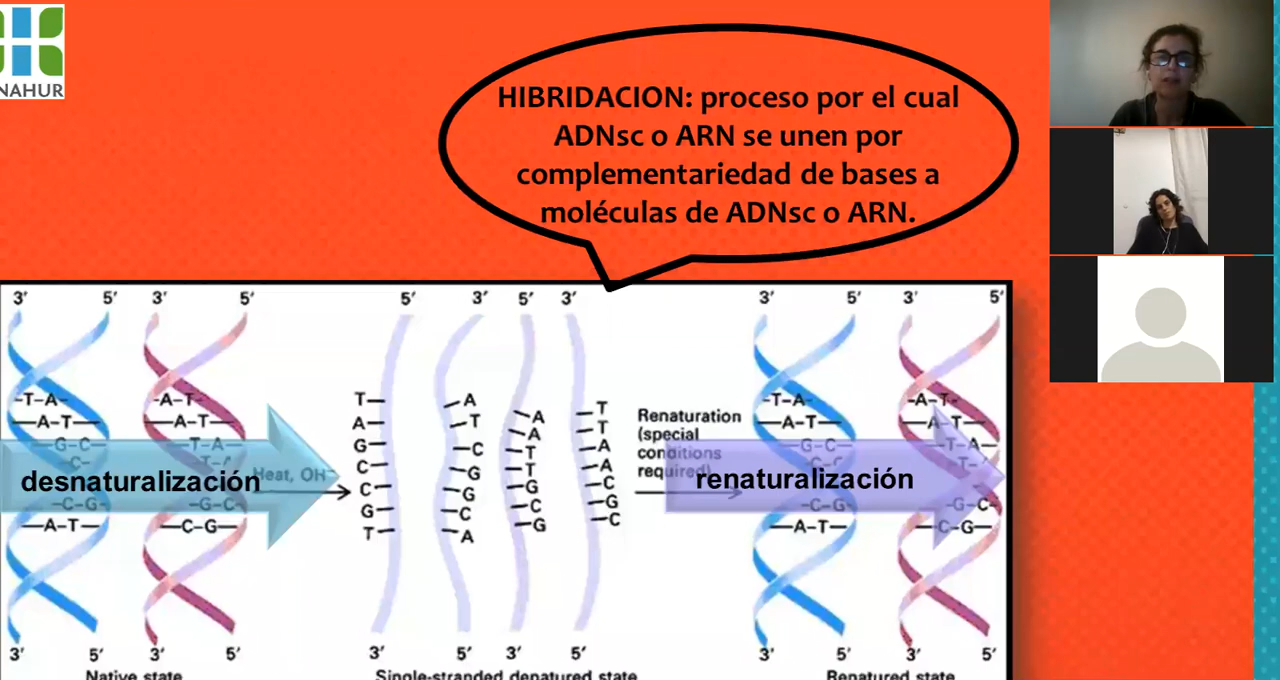 NAHUR
HIBRIDACION: proceso por el cual
ADNsc o ARN se unen por
complementariedad de bases a
moléculas de ADNsc o ARN.
3’ 5’ 3’ 5’ 5’ 3’ 5’ 3’ 3’ 5’ 3’ 5’
-T-A- -A-T-
-A-T- -A-T-
-G-C- -T-A-
-C-
-C-G- -G-C-
-A-T- -C-G-
desnaturalización
Heat, OH⁻
T A G C C G T
A T C G G C A
A A T T G C G
T T A A C G C
Renaturation
(special
conditions
required)
renaturalización
-T-A- -A-T-
-A-T- -A-T-
-G-C- -T-A-
-C- -T-
-C-G- -G-C-
-A-T- -C-G-
3’ 5’ 3’ 5’ 3’ 5’ 3’ 5’ 3’ 5’ 3’ 5’
Native state
Single-stranded denatured state
Renatured state